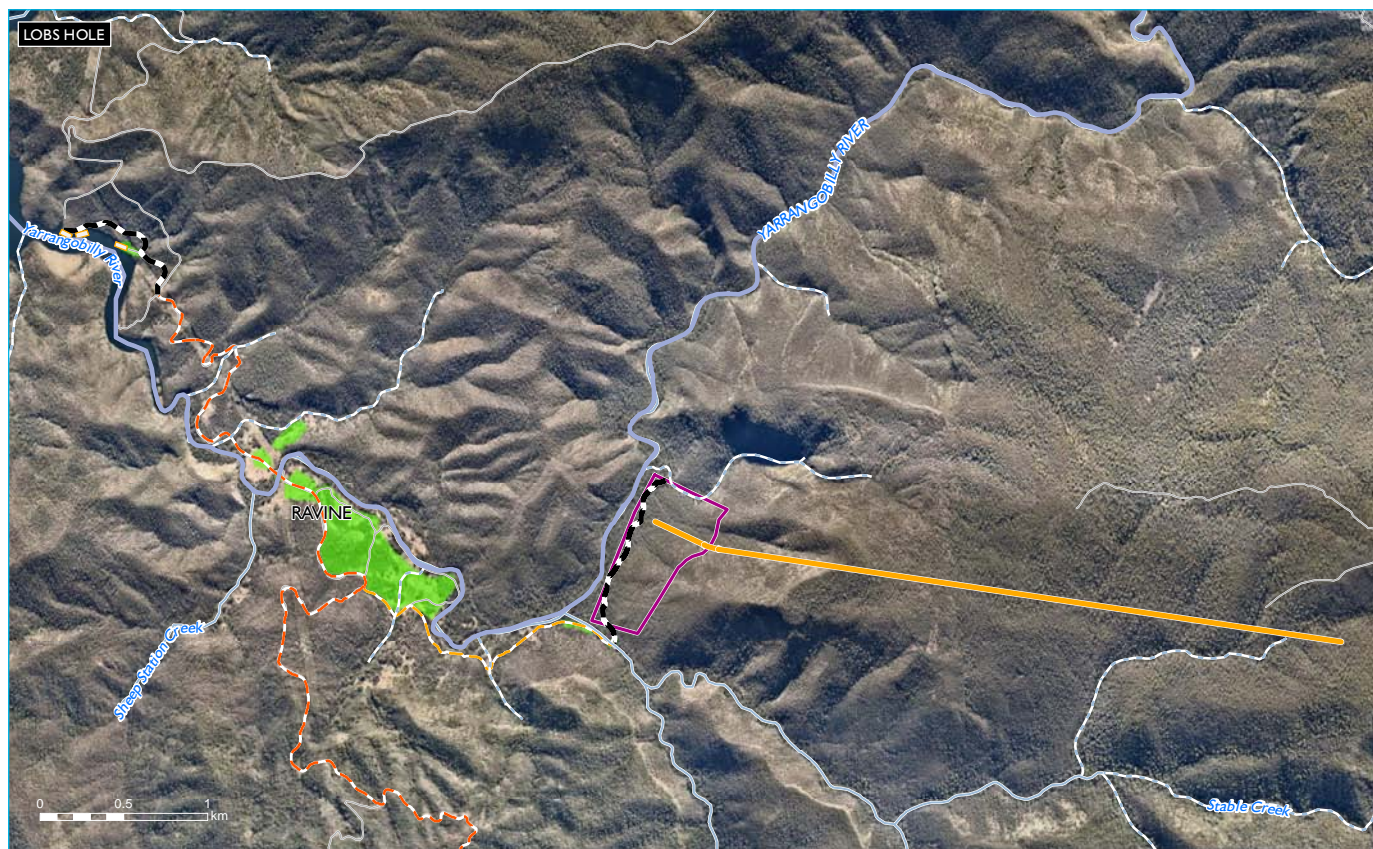 LOBS HOLE
YARRANGOBILLY RIVER
Yarrangobilly River
RAVINE
Sheep Station Creek
Stable Creek
0 0.5 1
km